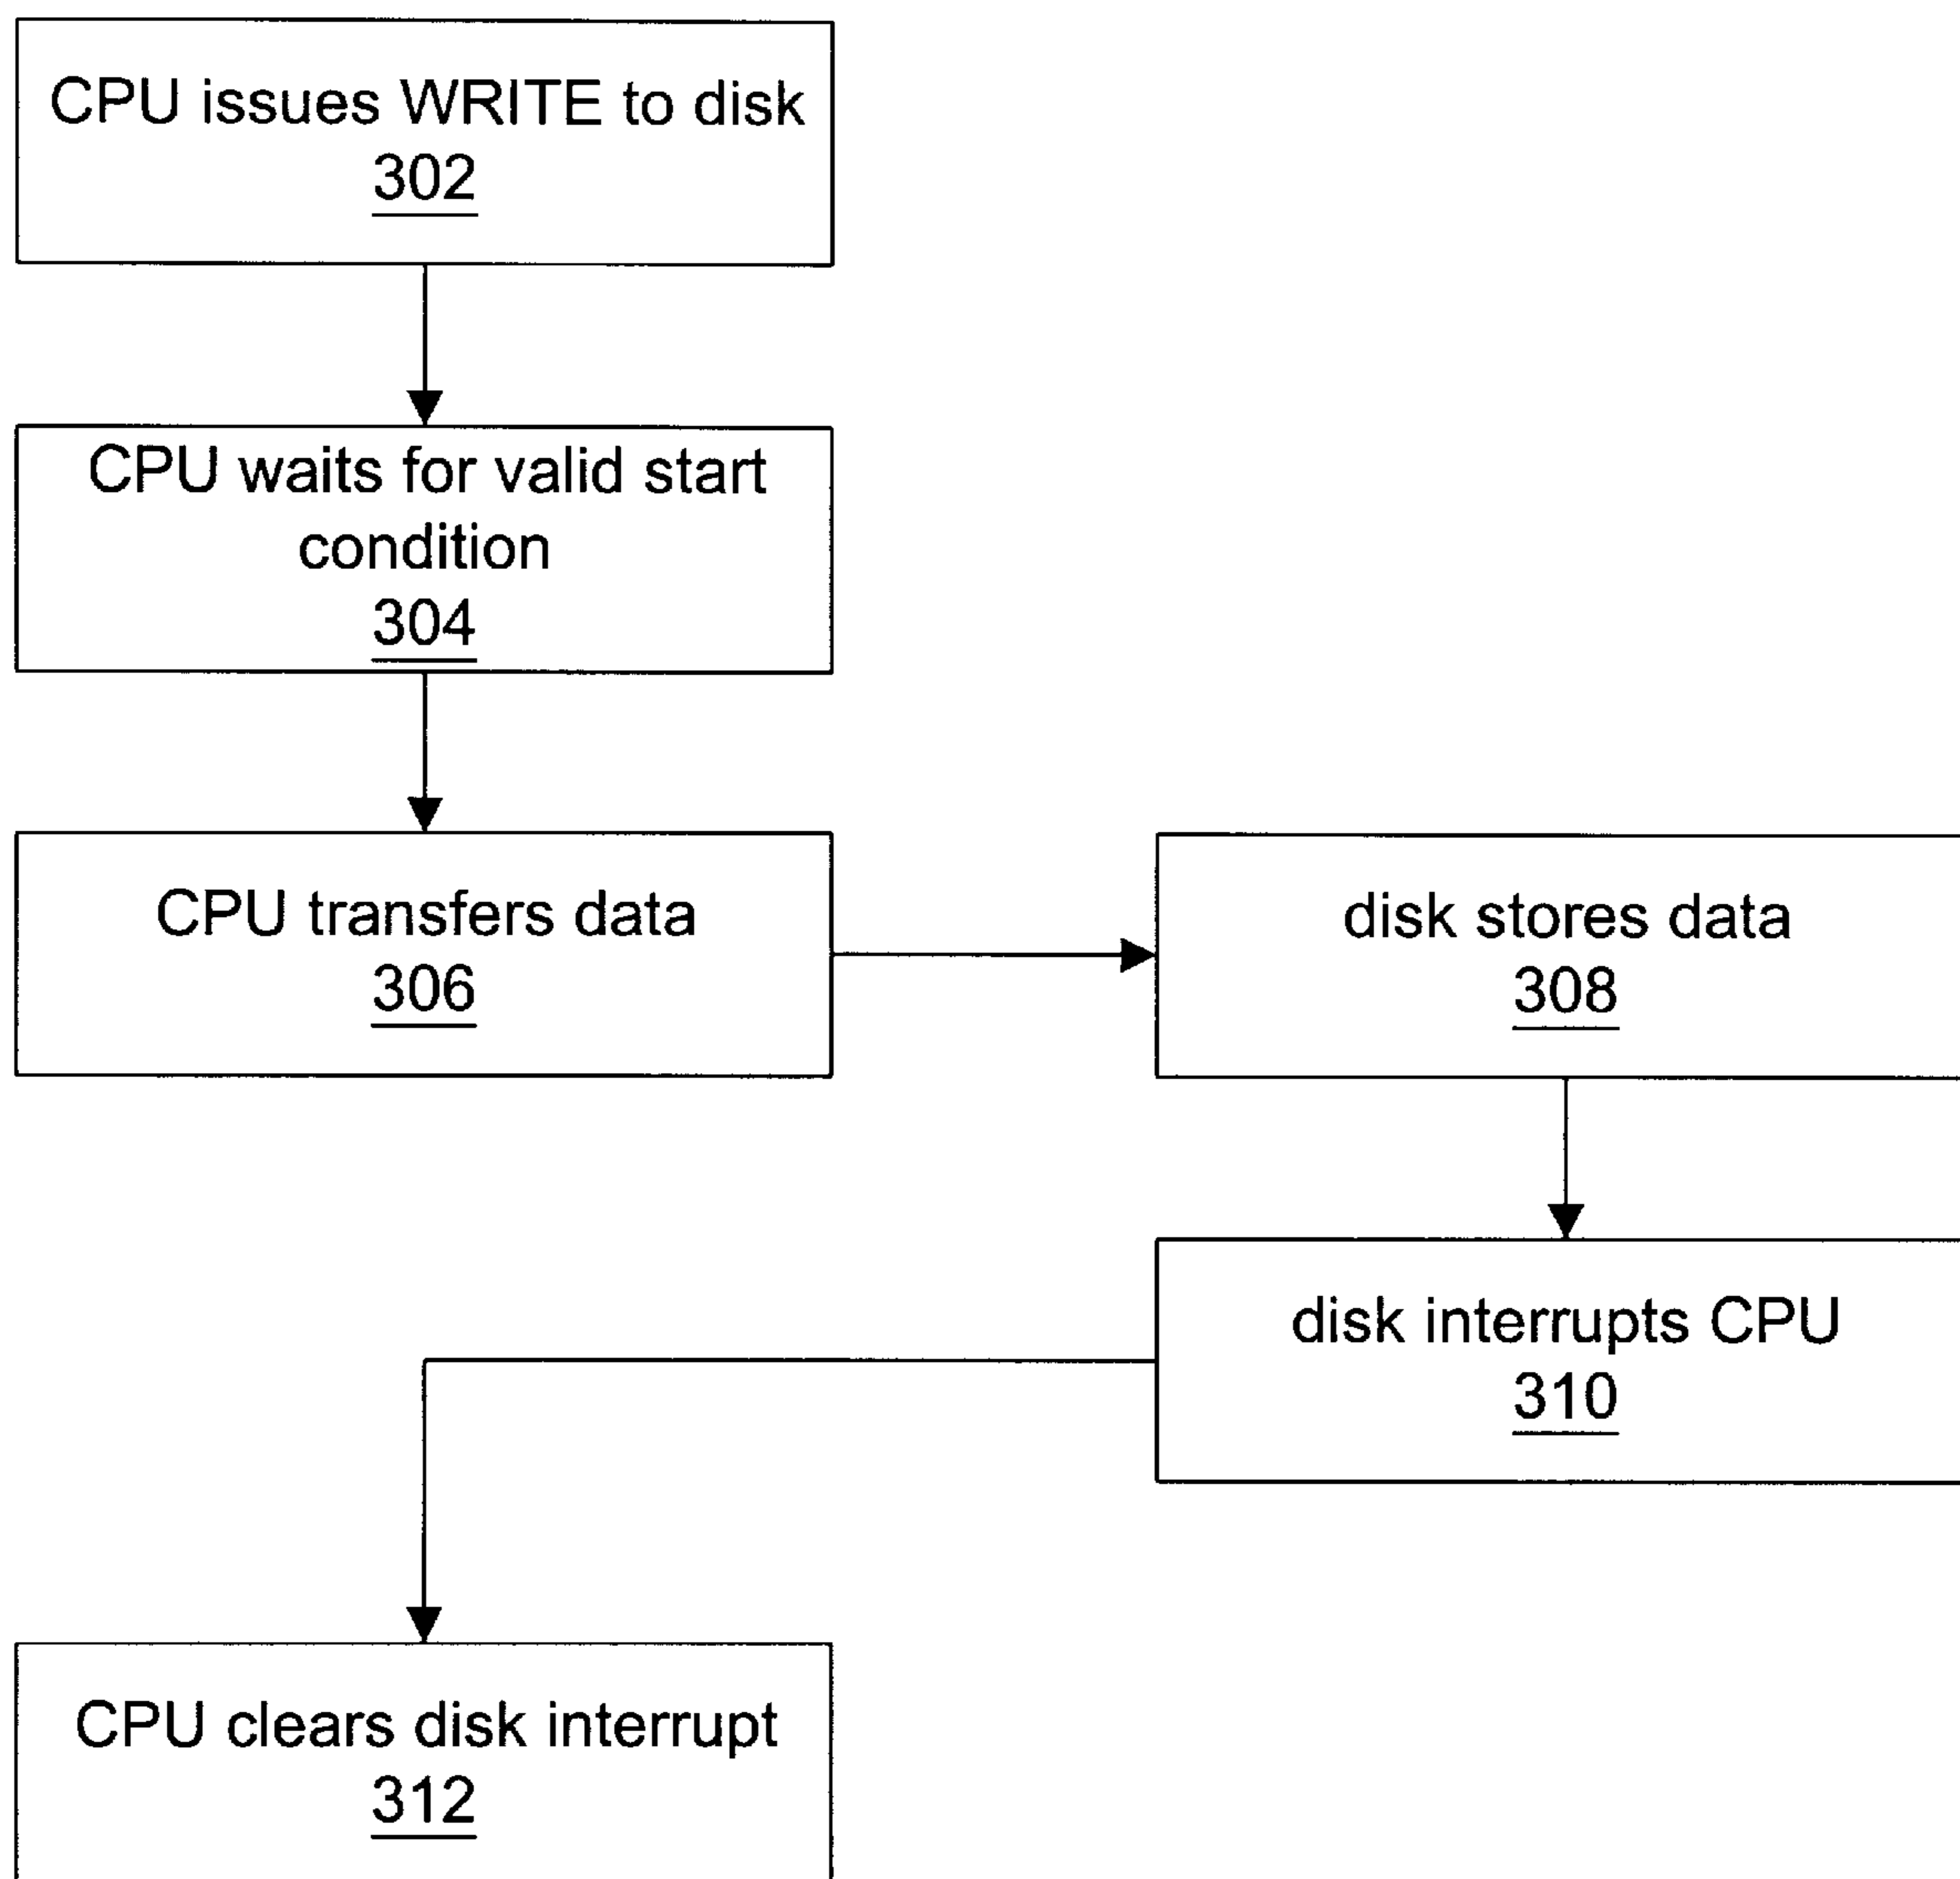 CPU issues WRITE to disk
302
CPU waits for valid start
condition
304
CPU transfers data
306
disk stores data
308
disk interrupts CPU
310
CPU clears disk interrupt
312